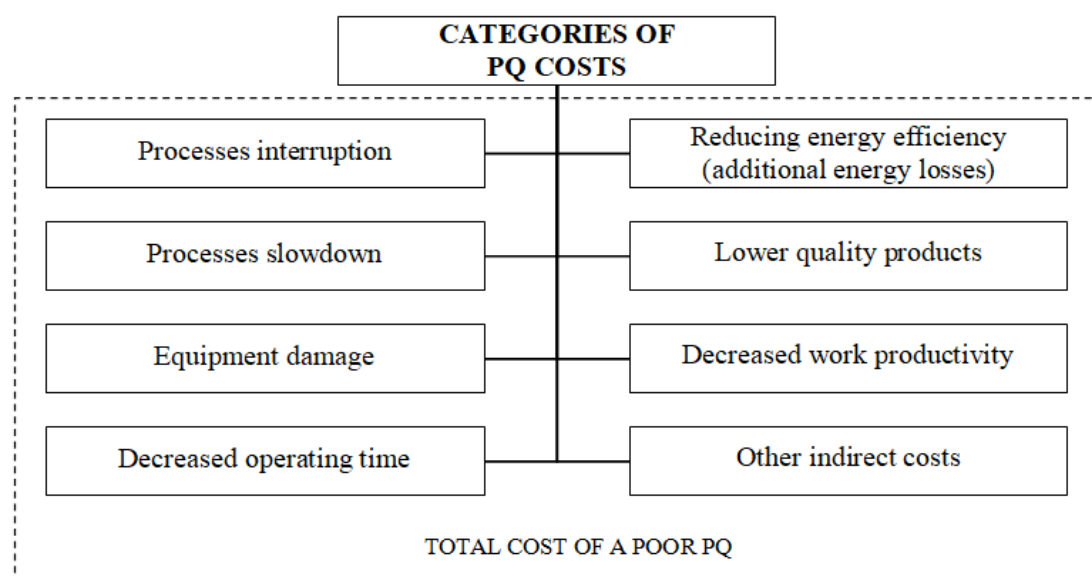 CATEGORIES OF
PQ COSTS
Processes interruption
Reducing energy efficiency
(additional energy losses)
Processes slowdown
Lower quality products
Equipment damage
Decreased work productivity
Decreased operating time
Other indirect costs
TOTAL COST OF A POOR PQ